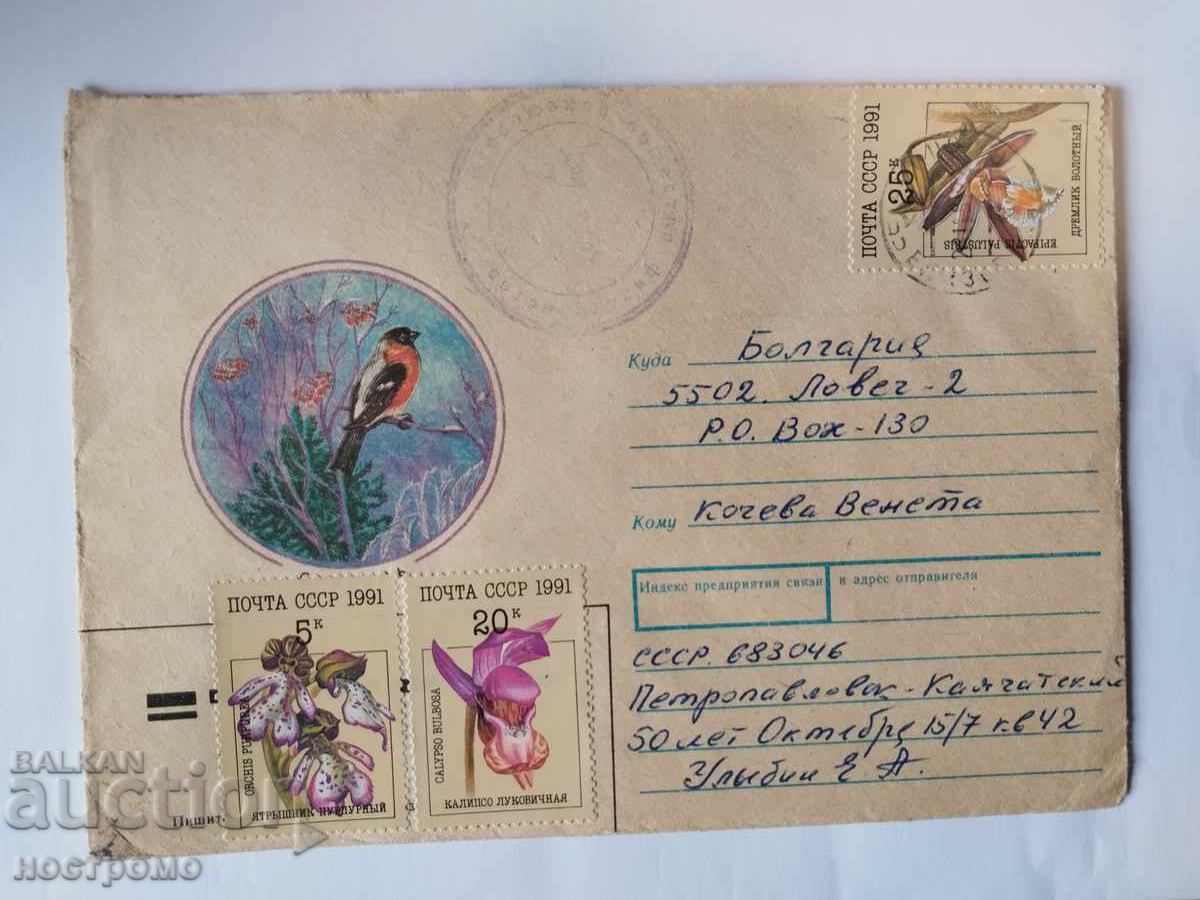 ПОЧТА СССР 1991
25к
EPIPACTIS PALUSTRIS
ДРЕМЛИК БОЛОТНЫЙ
Куда Болгария
5502. Ловеч-2
P.O. Box-130
Кому Кочева Венета
Индекс предприятия связи и адрес отправителя
СССР. 683046
Петропавловск-Камчатский
50 лет Октября 15/7 кв 42
Улыбин Е А.
ПОЧТА СССР 1991
5к
ORCHIS PURPUREA
ЯТРЫШНИК ПУРПУРНЫЙ
ПОЧТА СССР 1991
20к
CALYPSO BULBOSA
КАЛИПСО ЛУКОВИЧНАЯ
Пишит
BALKAN
auction
ностромо